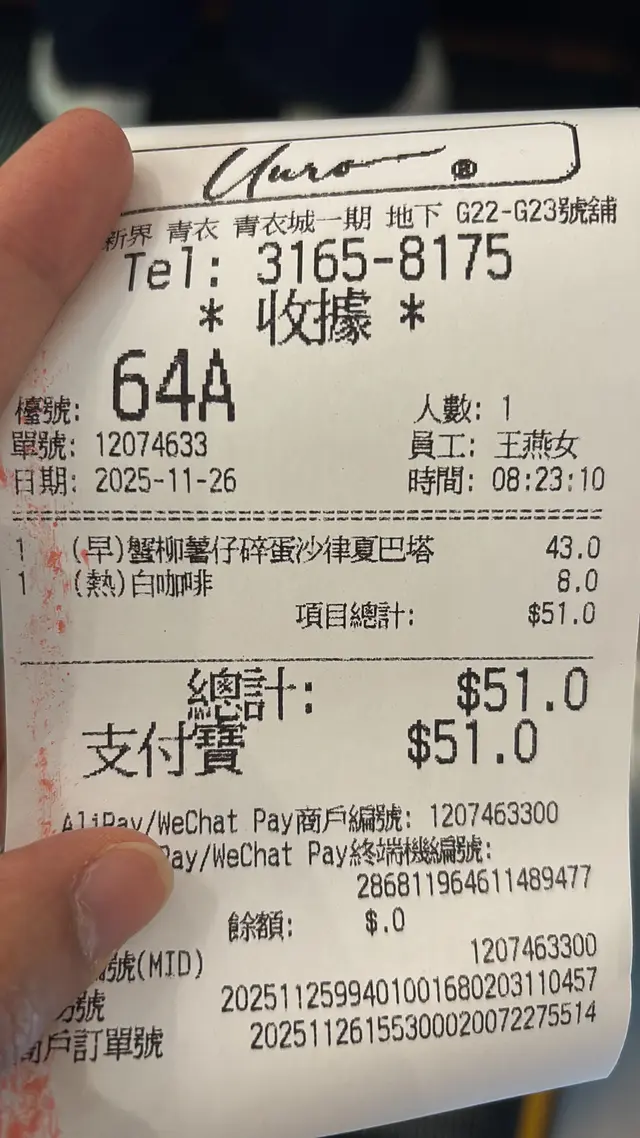 Uuro ®
新界 青衣 青衣城一期 地下 G22-G23號舖
Tel: 3165-8175
* 收據 *
檯號: 64A 人數: 1
單號: 12074633 員工: 王燕女
日期: 2025-11-26 時間: 08:23:10
1 (早)蟹柳薯仔碎蛋沙律夏巴塔 43.0
1 (熱)白咖啡 8.0
項目總計: $51.0
總計: $51.0
支付寶 $51.0
AliPay/WeChat Pay商戶編號: 1207463300
Pay/WeChat Pay終端機編號:
286811964611489477
餘額: $.0
號(MID) 1207463300
號 2025112599401001680203110457
商戶訂單號 20251126155300020072275514